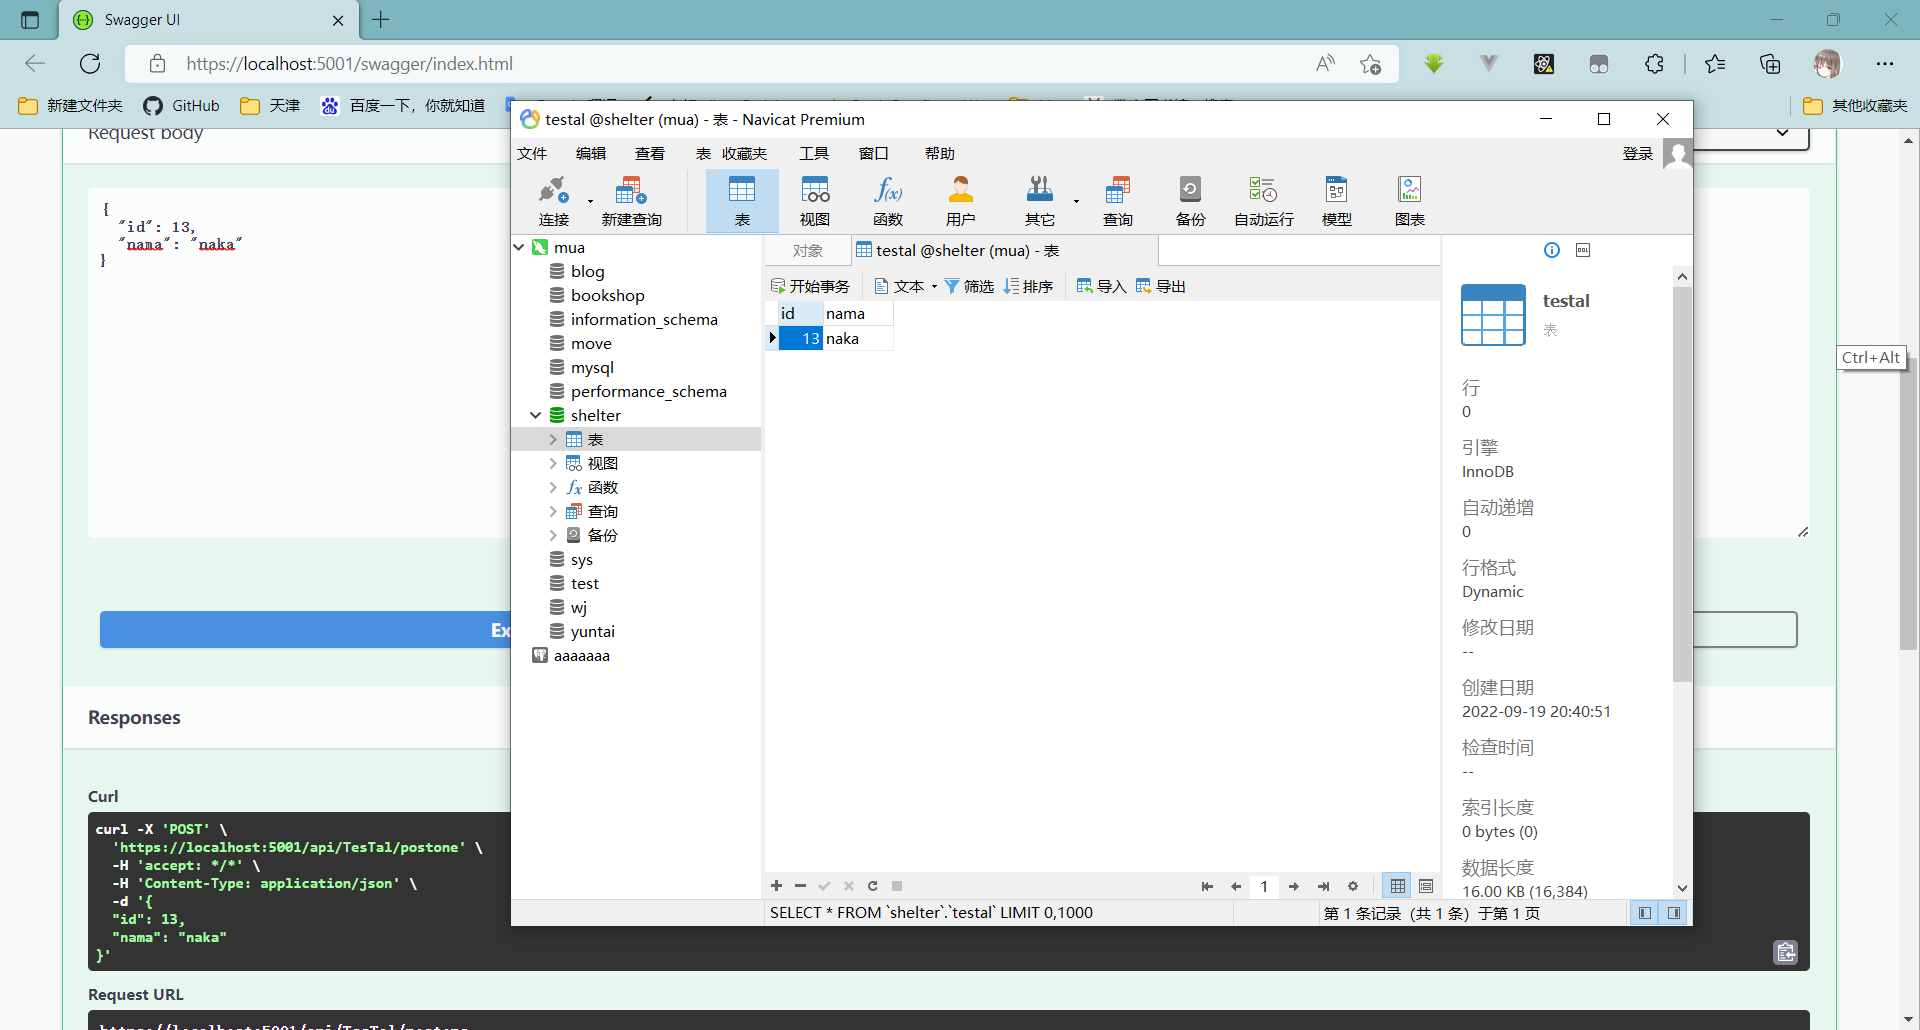 Swagger UI
https://localhost:5001/swagger/index.html
新建文件夹
GitHub
天津
百度一下，你就知道
其他收藏夹
Request body
{
"id": 13,
"nama": "naka"
}
Ex
Responses
Curl
curl -X 'POST' \
'https://localhost:5001/api/TesTal/postone' \
-H 'accept: */*' \
-H 'Content-Type: application/json' \
-d '{
"id": 13,
"nama": "naka"
}'
Request URL
https://localhost:5001/api/TesTal/postone
testal @shelter (mua) - 表 - Navicat Premium
文件 编辑 查看 表 收藏夹 工具 窗口 帮助 登录
连接 新建查询 表 视图 函数 用户 其它 查询 备份 自动运行 模型 图表
mua
blog
bookshop
information_schema
move
mysql
performance_schema
shelter
表
视图
函数
查询
备份
sys
test
wj
yuntai
aaaaaaa
对象 testal @shelter (mua) - 表
开始事务 文本 筛选 排序 导入 导出
id nama
13 naka
1
SELECT * FROM `shelter`.`testal` LIMIT 0,1000
第 1 条记录 (共 1 条) 于第 1 页
DDL
testal
表
行
0
引擎
InnoDB
自动递增
0
行格式
Dynamic
修改日期
--
创建日期
2022-09-19 20:40:51
检查时间
--
索引长度
0 bytes (0)
数据长度
16.00 KB (16,384)
Ctrl+Alt